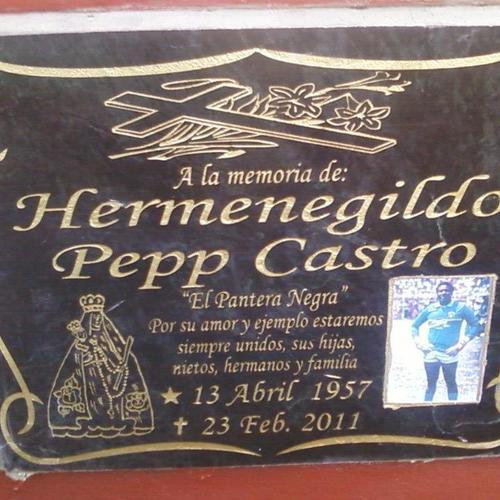 A la memoria de:
Hermenegildo
Pepp Castro
"El Pantera Negra"
Por su amor y ejemplo estaremos
siempre unidos, sus hijas,
nietos, hermanos y familia
13 Abril 1957
23 Feb. 2011